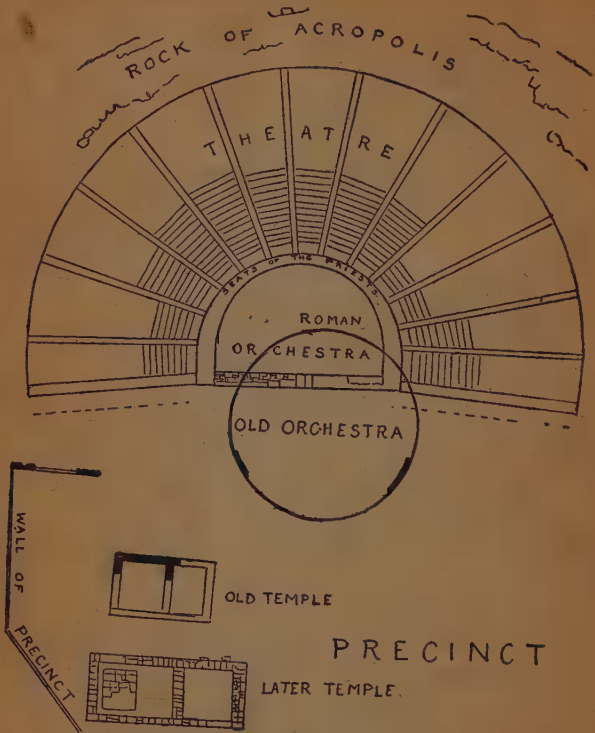 ROCK OF ACROPOLIS
THEATRE
SEATS OF THE PRIESTS.
ROMAN
ORCHESTRA
OLD ORCHESTRA
WALL OF PRECINCT
OLD TEMPLE
PRECINCT
LATER TEMPLE.